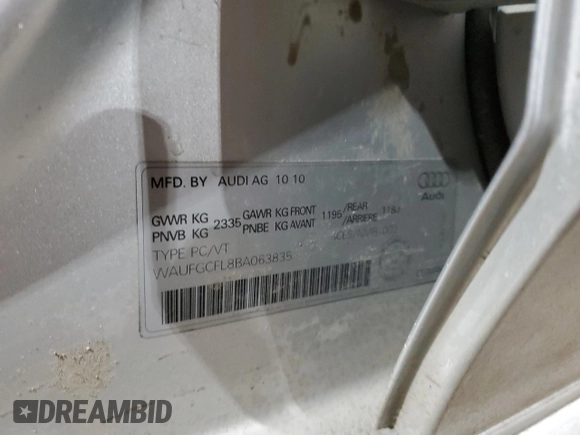 MFD. BY AUDI AG 10 10
GVWR KG 2335 GAWR KG FRONT 1195 /REAR
PNVB KG PNBE KG AVANT /ARRIERE
TYPE PC/VT
WAUFGCFL8BA063835
Audi
DREAMBID